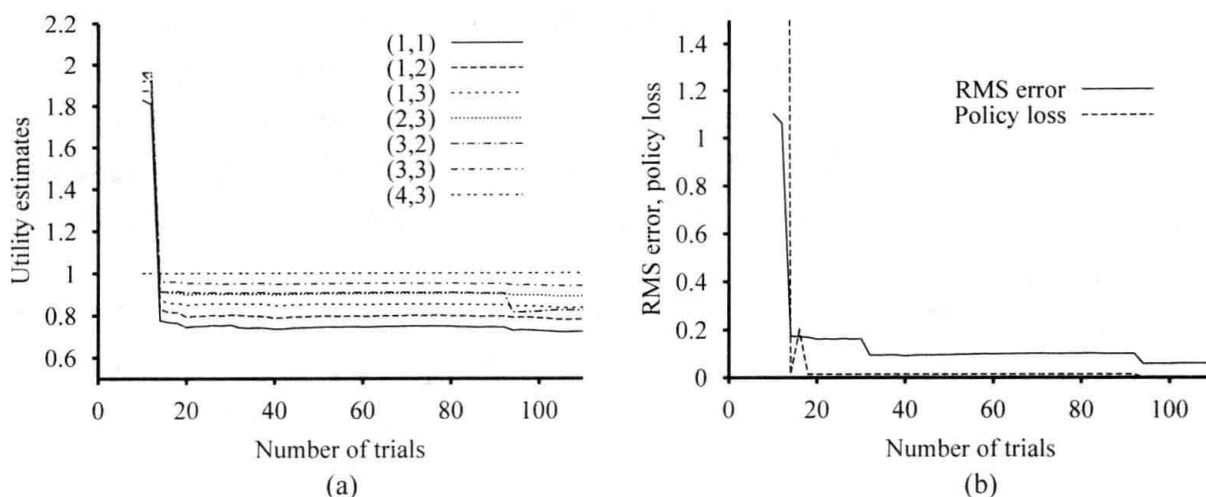 2.2
2
1.8
1.6
1.4
1.2
1
0.8
0.6
Utility estimates
(1,1)
(1,2)
(1,3)
(2,3)
(3,2)
(3,3)
(4,3)
0 20 40 60 80 100
Number of trials
(a)
1.4
1.2
1
0.8
0.6
0.4
0.2
0
RMS error, policy loss
RMS error
Policy loss
0 20 40 60 80 100
Number of trials
(b)